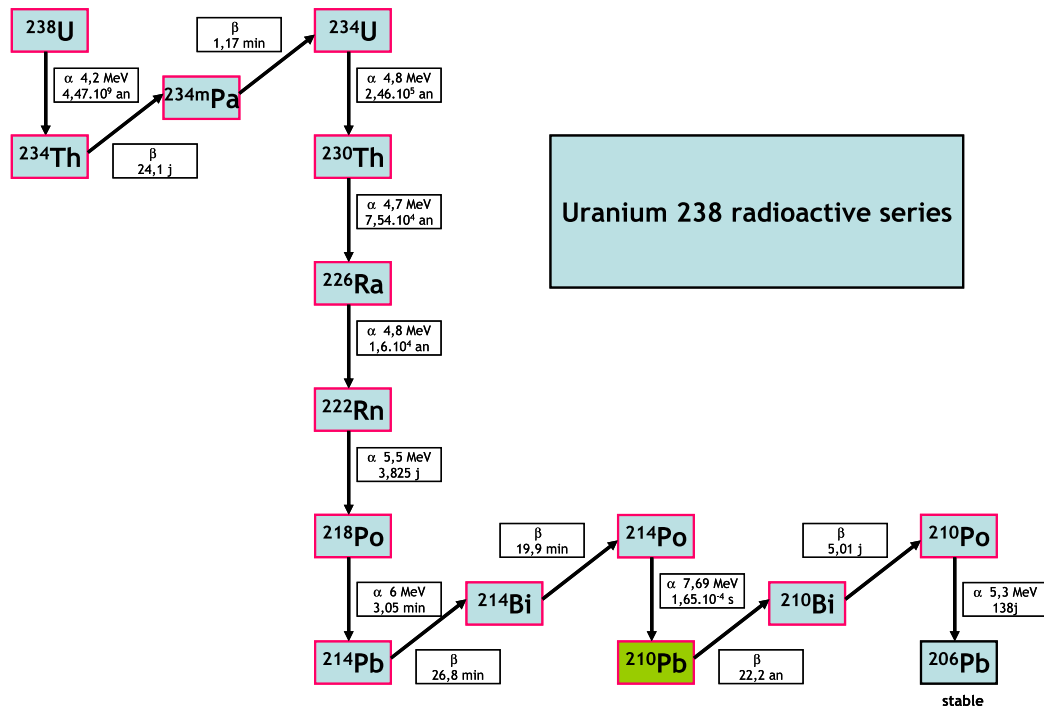 ²³⁸U
α 4,2 MeV
4,47.10⁹ an
²³⁴Th
β
24,1 j
²³⁴ᵐPa
β
1,17 min
²³⁴U
α 4,8 MeV
2,46.10⁵ an
²³⁰Th
α 4,7 MeV
7,54.10⁴ an
²²⁶Ra
α 4,8 MeV
1,6.10⁴ an
²²²Rn
α 5,5 MeV
3,825 j
²¹⁸Po
α 6 MeV
3,05 min
²¹⁴Pb
β
26,8 min
²¹⁴Bi
β
19,9 min
²¹⁴Po
α 7,69 MeV
1,65.10⁻⁴ s
²¹⁰Pb
β
22,2 an
²¹⁰Bi
β
5,01 j
²¹⁰Po
α 5,3 MeV
138j
²⁰⁶Pb
stable
Uranium 238 radioactive series